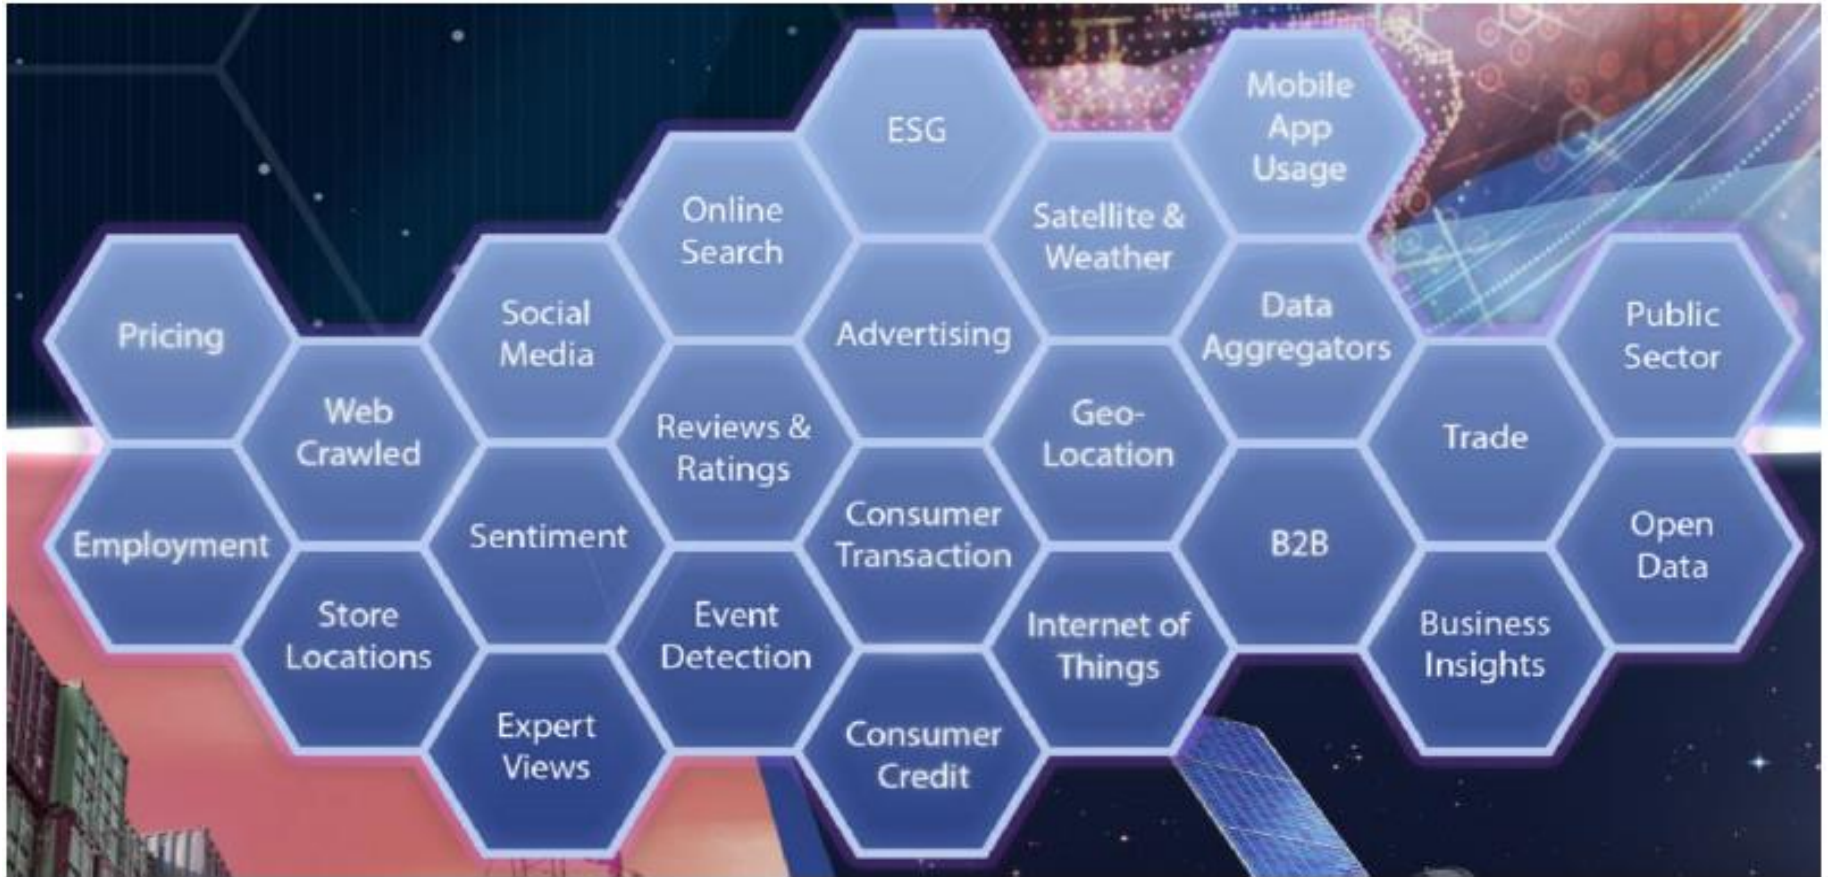 ESG
Mobile
App
Usage
Online
Search
Satellite &
Weather
Pricing
Social
Media
Advertising
Data
Aggregators
Public
Sector
Web
Crawled
Reviews &
Ratings
Geo-
Location
Trade
Employment
Sentiment
Consumer
Transaction
B2B
Open
Data
Store
Locations
Event
Detection
Internet of
Things
Business
Insights
Expert
Views
Consumer
Credit